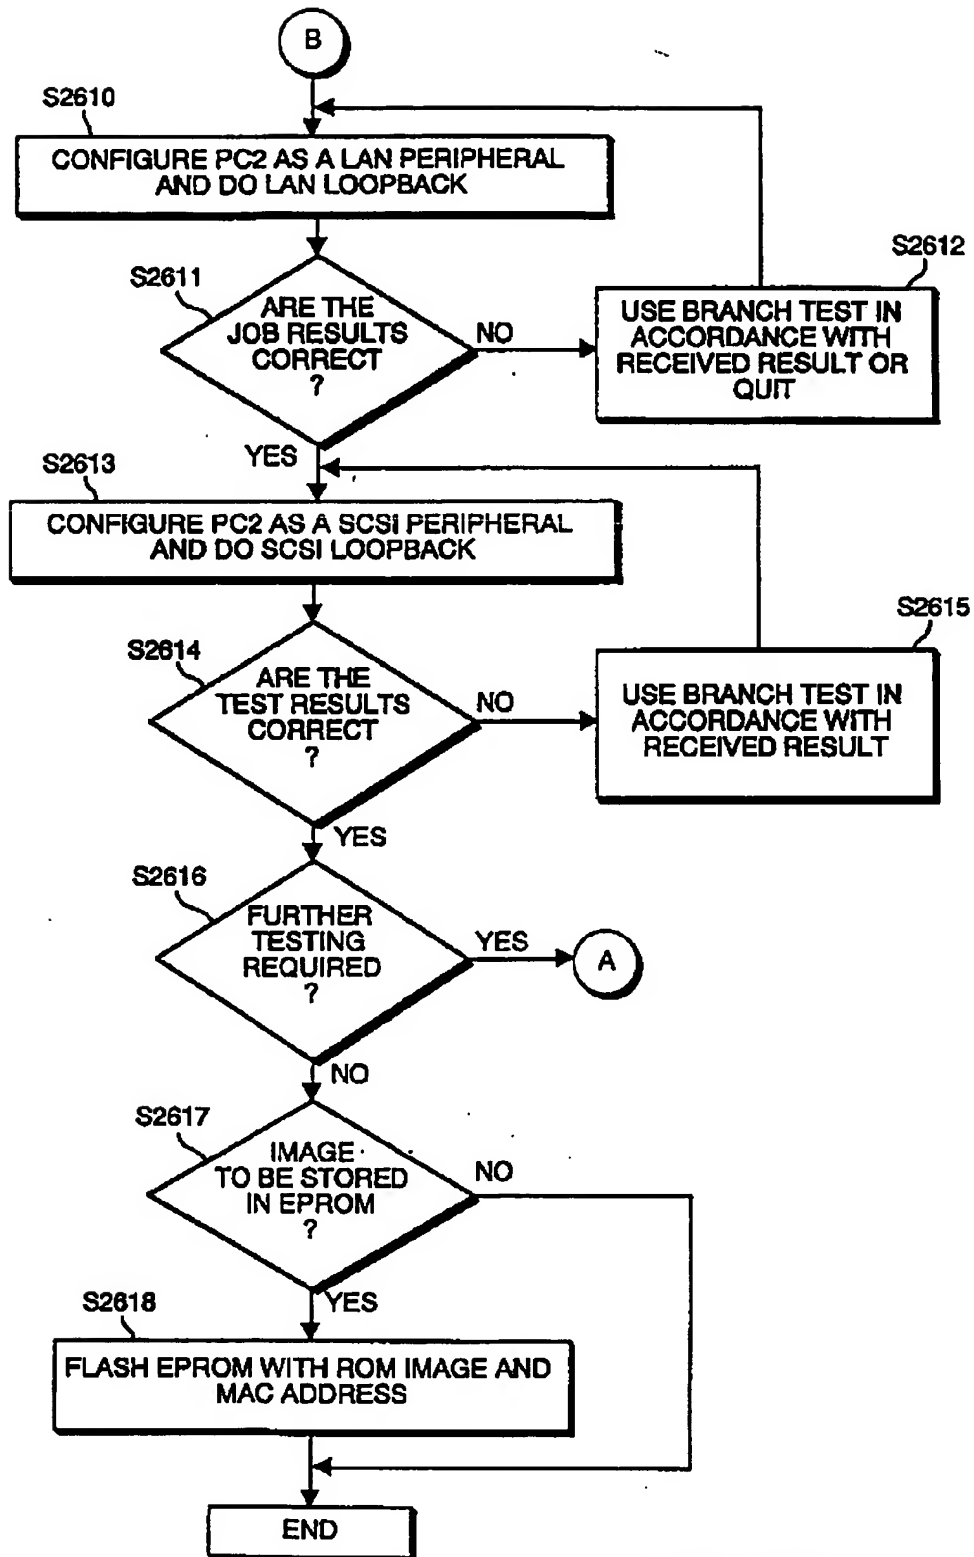 B
S2610
CONFIGURE PC2 AS A LAN PERIPHERAL
AND DO LAN LOOPBACK
S2611
ARE THE
JOB RESULTS
CORRECT
?
NO
S2612
USE BRANCH TEST IN
ACCORDANCE WITH
RECEIVED RESULT OR
QUIT
YES
S2613
CONFIGURE PC2 AS A SCSI PERIPHERAL
AND DO SCSI LOOPBACK
S2614
ARE THE
TEST RESULTS
CORRECT
?
NO
S2615
USE BRANCH TEST IN
ACCORDANCE WITH
RECEIVED RESULT
YES
S2616
FURTHER
TESTING
REQUIRED
?
YES
A
NO
S2617
IMAGE
TO BE STORED
IN EPROM
?
NO
YES
S2618
FLASH EPROM WITH ROM IMAGE AND
MAC ADDRESS
END